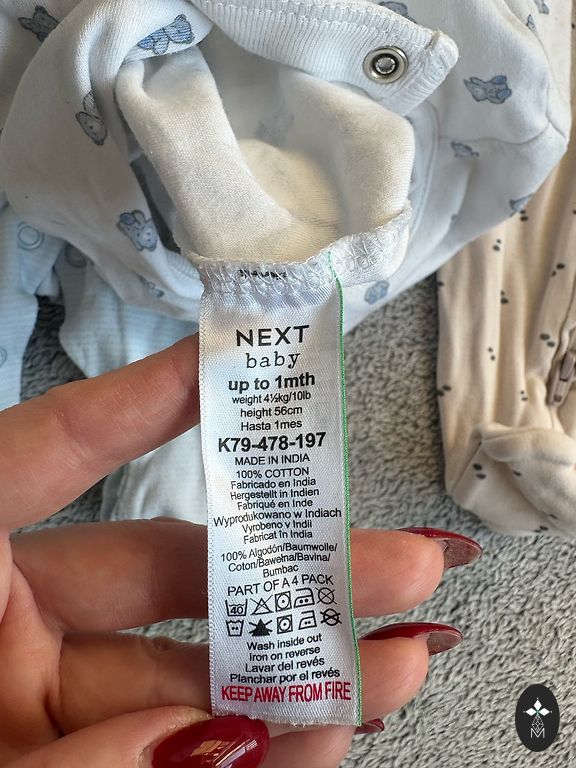 NEXT
baby
up to 1mth
weight 4½kg/10lb
height 56cm
Hasta 1mes
K79-478-197
MADE IN INDIA
100% COTTON
Fabricado en India
Hergestellt in Indien
Fabriqué en Inde
Wyprodukowano w Indiach
Vyrobeno v Indii
Fabricat în India
100% Algodón/Baumwolle/
Coton/Bawełna/Bavlna/
Bumbac
PART OF A 4 PACK
40
Wash inside out
Iron on reverse
Lavar del revés
Planchar por el revés
KEEP AWAY FROM FIRE
M